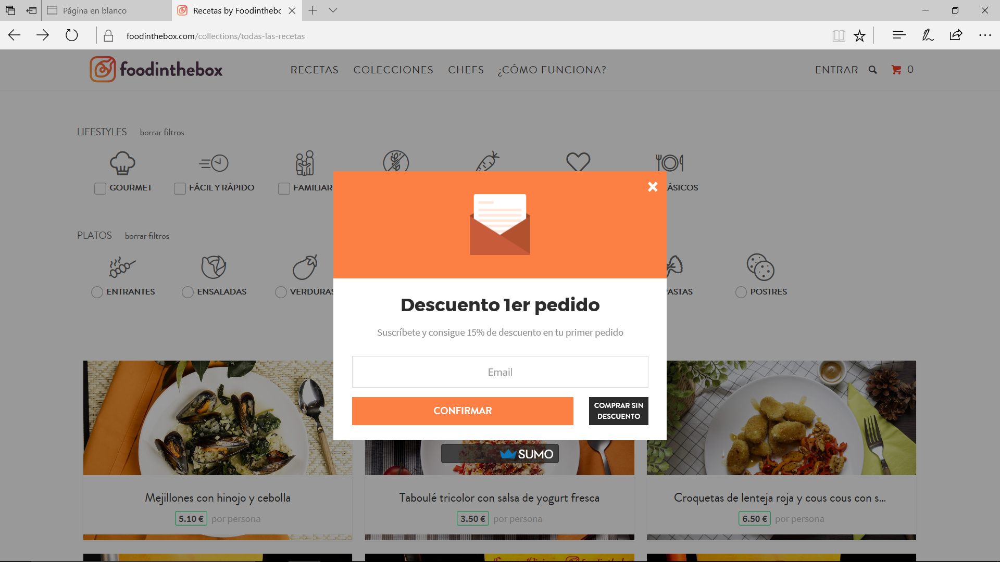 Página en blanco
Recetas by Foodinthebo
foodinthebox.com/collections/todas-las-recetas
foodinthebox
RECETAS COLECCIONES CHEFS ¿CÓMO FUNCIONA?
ENTRAR 0
LIFESTYLES borrar filtros
GOURMET FÁCIL Y RÁPIDO FAMILIAR ÁSICOS
PLATOS borrar filtros
ENTRANTES ENSALADAS VERDURAS PASTAS POSTRES
Descuento 1er pedido
Suscríbete y consigue 15% de descuento en tu primer pedido
Email
CONFIRMAR
COMPRAR SIN
DESCUENTO
SUMO
Mejillones con hinojo y cebolla
5.10 € por persona
Taboulé tricolor con salsa de yogurt fresca
3.50 € por persona
Croquetas de lenteja roja y cous cous con s...
6.50 € por persona